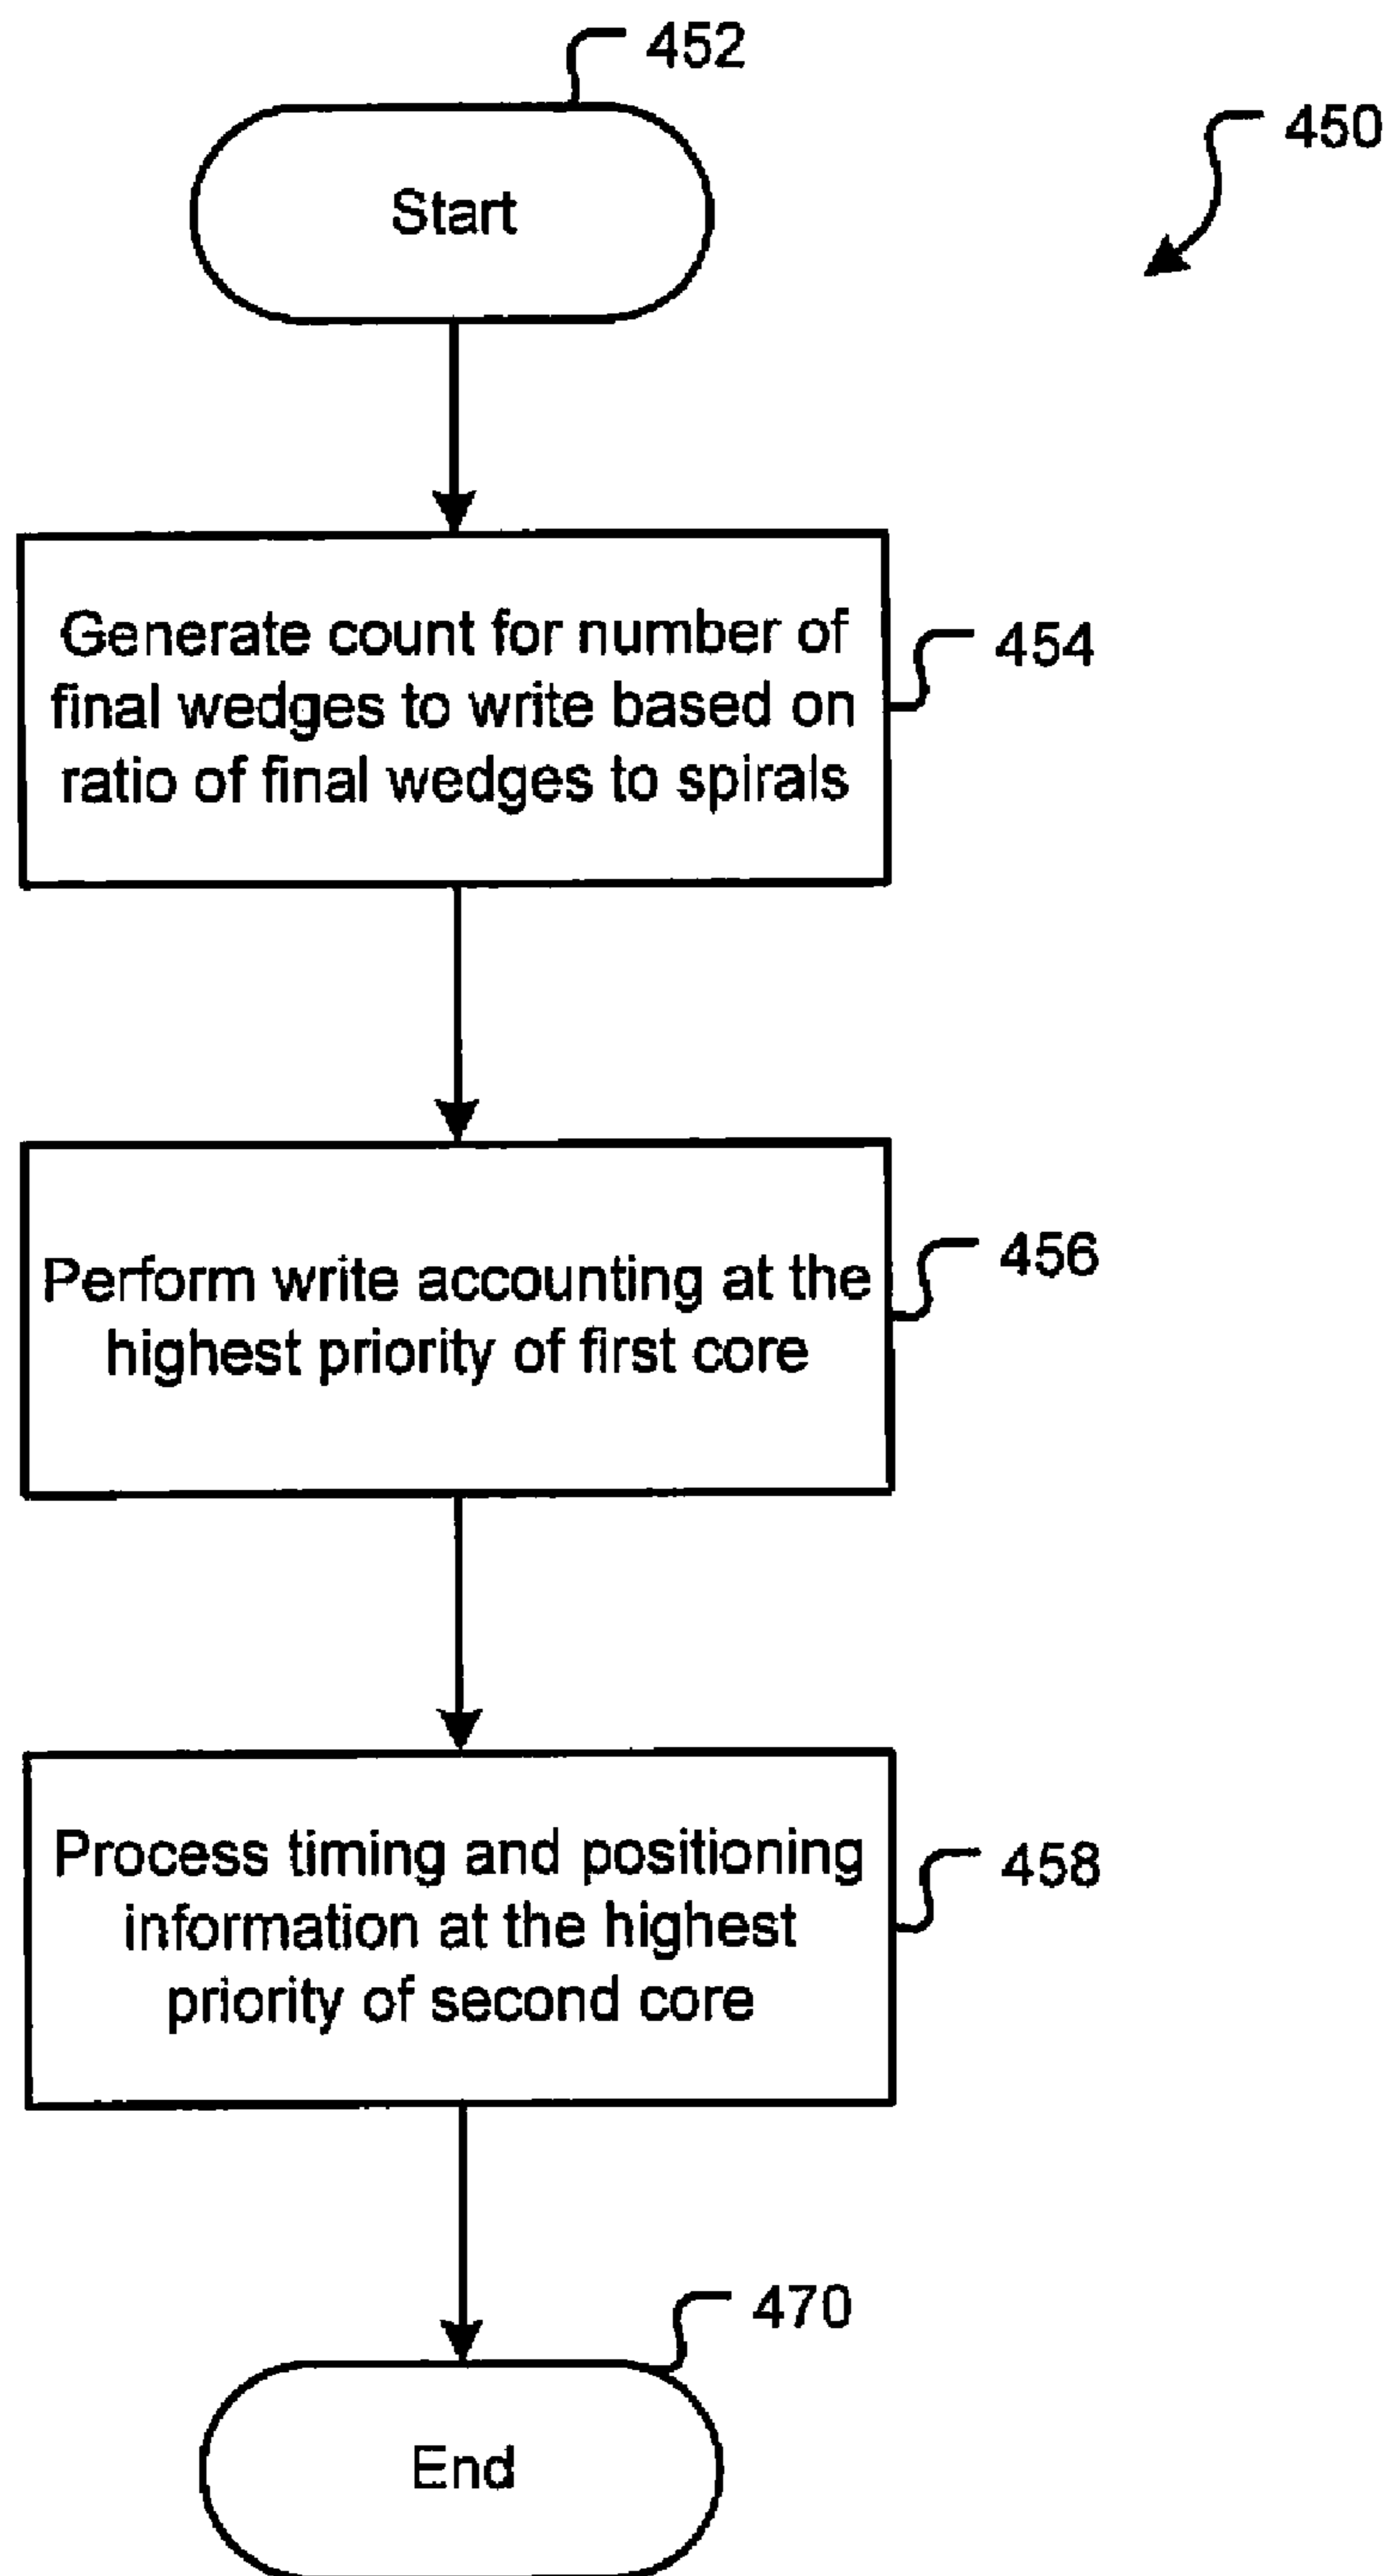 452
450
Start
Generate count for number of
final wedges to write based on
ratio of final wedges to spirals
454
Perform write accounting at the
highest priority of first core
456
Process timing and positioning
information at the highest
priority of second core
458
470
End